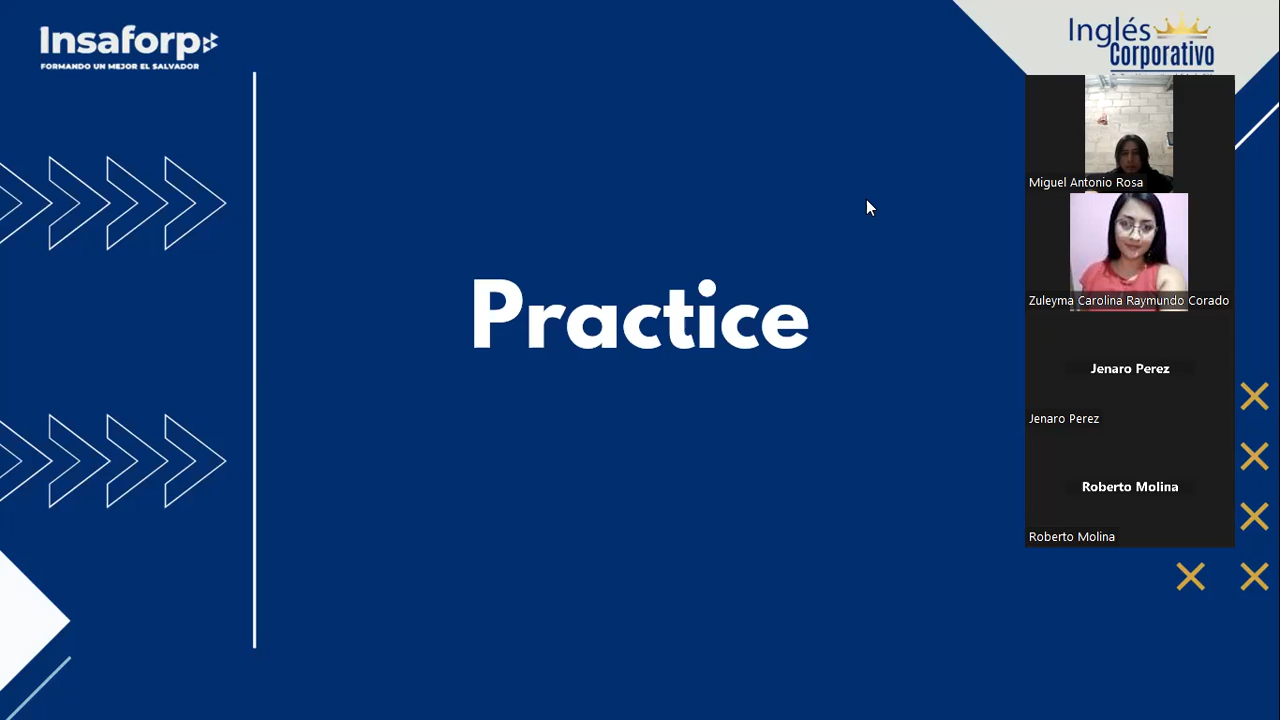 Insaforp
FORMANDO UN MEJOR EL SALVADOR
Inglés
Corporativo
Miguel Antonio Rosa
Zuleyma Carolina Raymundo Corado
Practice
Jenaro Perez
Jenaro Perez
Roberto Molina
Roberto Molina